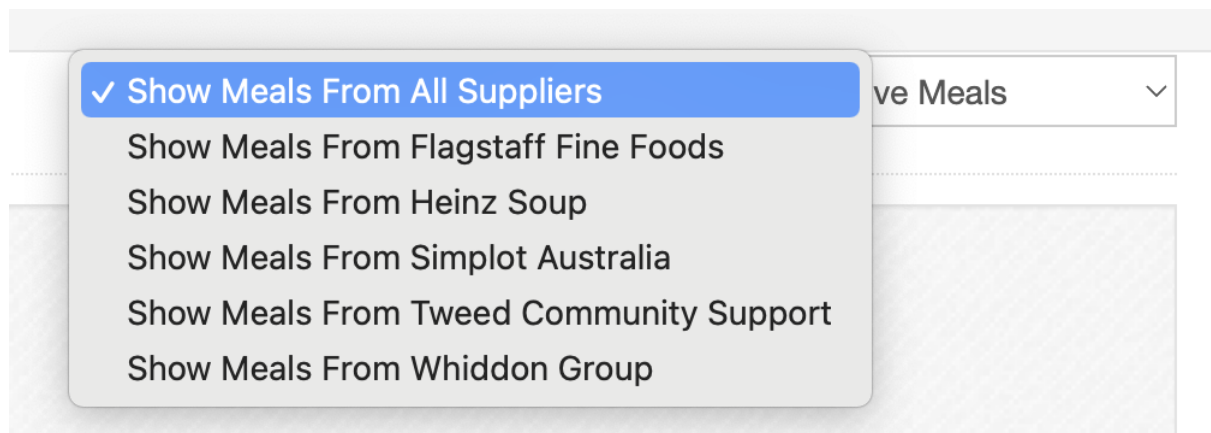 Show Meals From All Suppliers
Meals
Show Meals From Flagstaff Fine Foods
Show Meals From Heinz Soup
Show Meals From Simplot Australia
Show Meals From Tweed Community Support
Show Meals From Whiddon Group